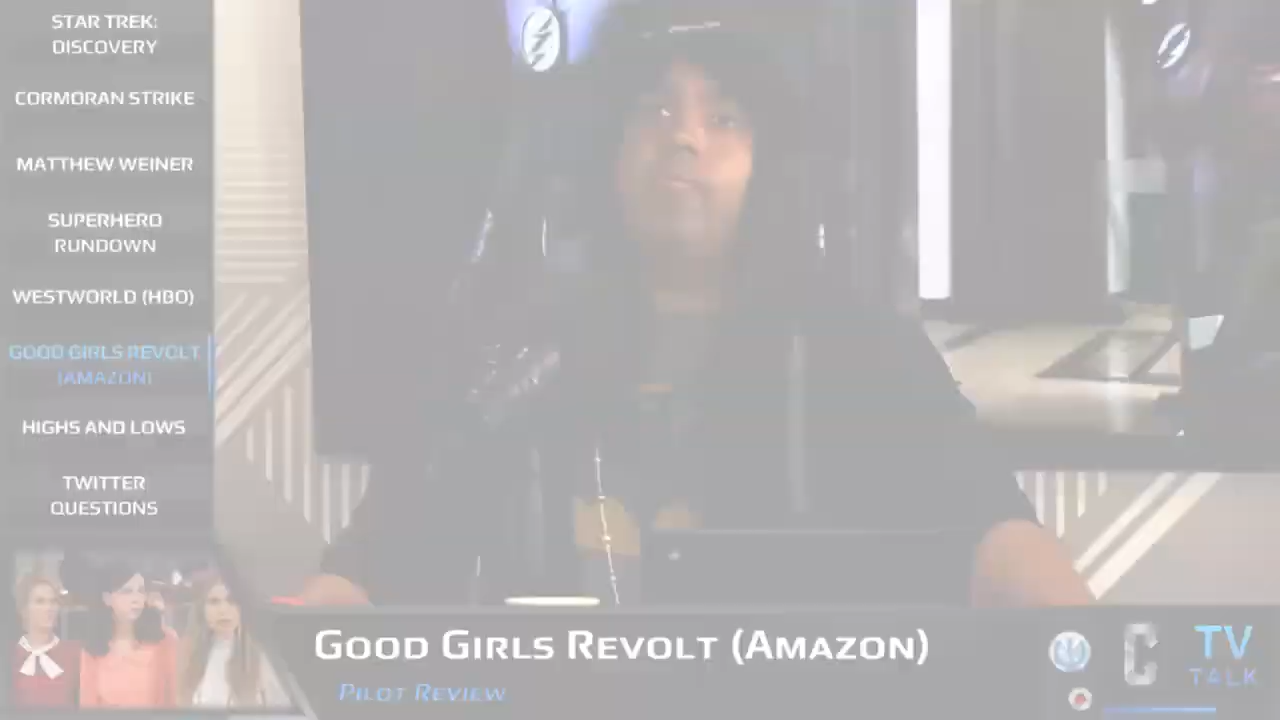 STAR TREK:
DISCOVERY
CORMORAN STRIKE
MATTHEW WEINER
SUPERHERO
RUNDOWN
WESTWORLD (HBO)
GOOD GIRLS REVOLT
(AMAZON)
HIGHS AND LOWS
TWITTER
QUESTIONS
GOOD GIRLS REVOLT (AMAZON)
PILOT REVIEW
C
TV
TALK